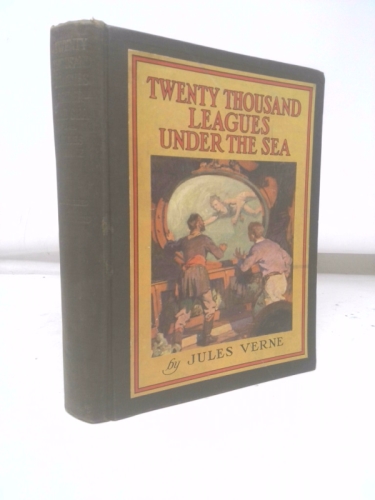 TWENTY THOUSAND
LEAGUES
UNDER THE SEA
by JULES VERNE